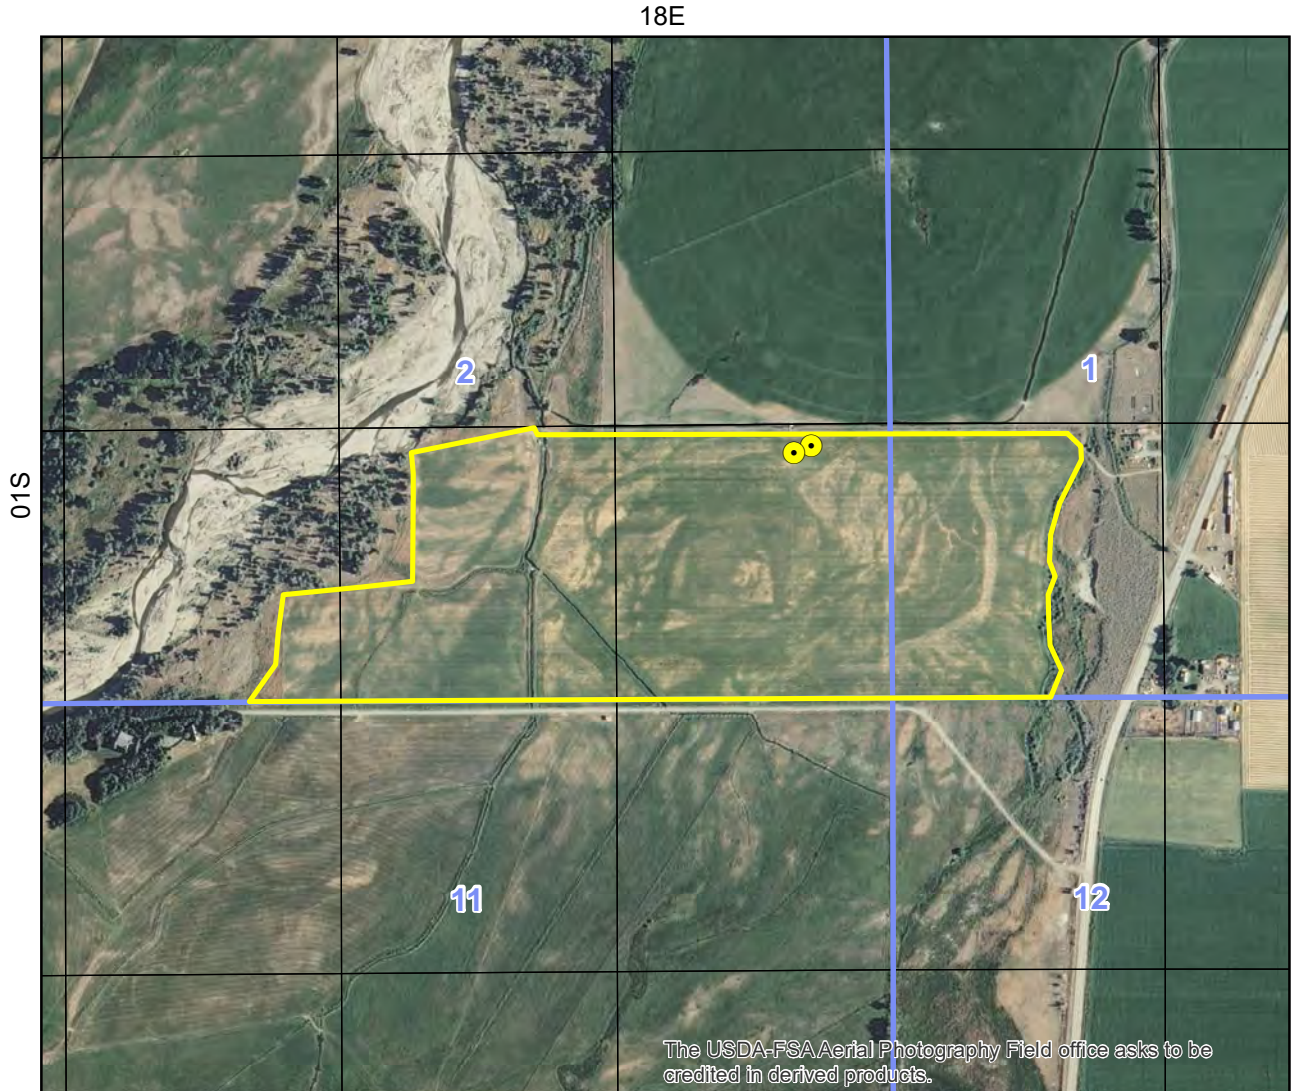 18E
01S
2
1
11
12
The USDA-FSA Aerial Photography Field office asks to be
credited in derived products.